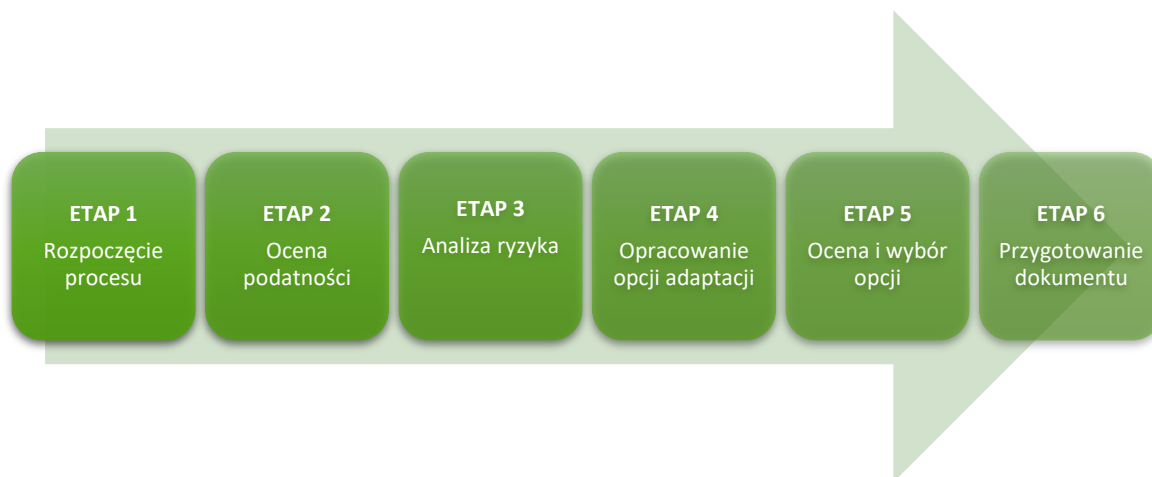 ETAP 1
Rozpoczęcie
procesu
ETAP 2
Ocena
podatności
ETAP 3
Analiza ryzyka
ETAP 4
Opracowanie
opcji adaptacji
ETAP 5
Ocena i wybór
opcji
ETAP 6
Przygotowanie
dokumentu